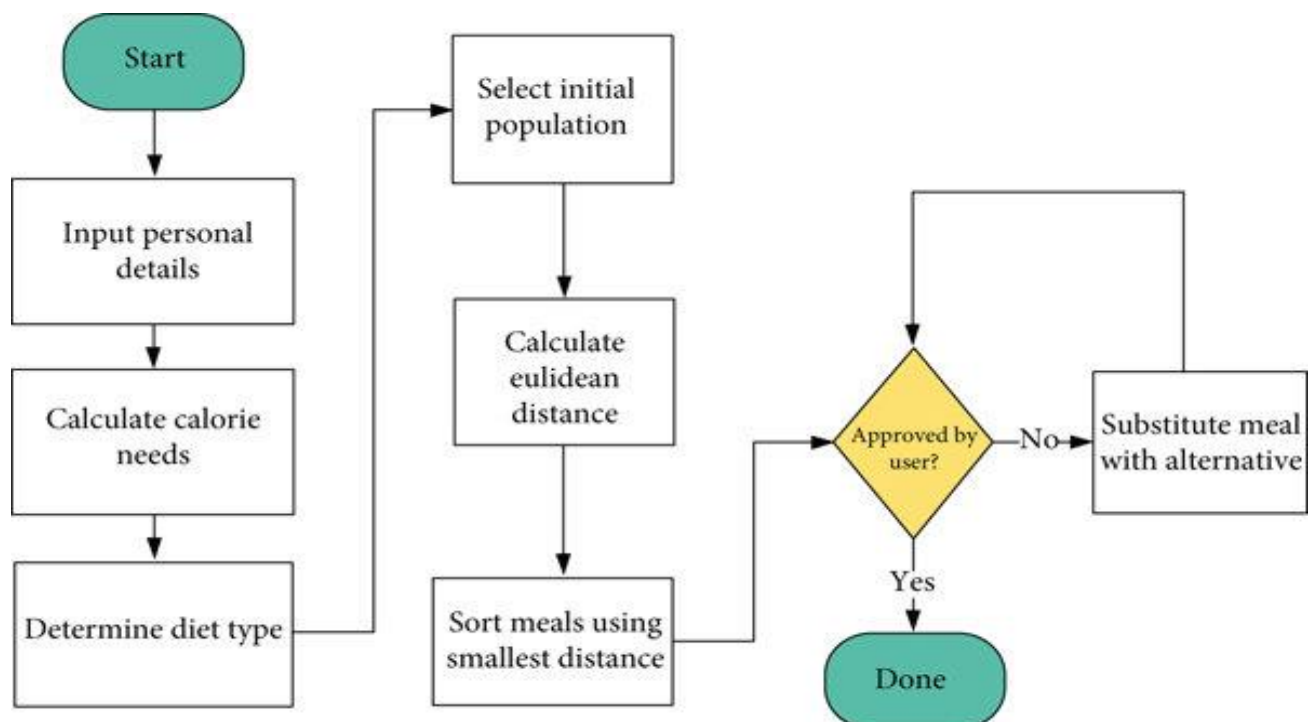 Start
Input personal
details
Calculate calorie
needs
Determine diet type
Select initial
population
Calculate
eulidean
distance
Sort meals using
smallest distance
Approved by
user?
No
Substitute meal
with alternative
Yes
Done